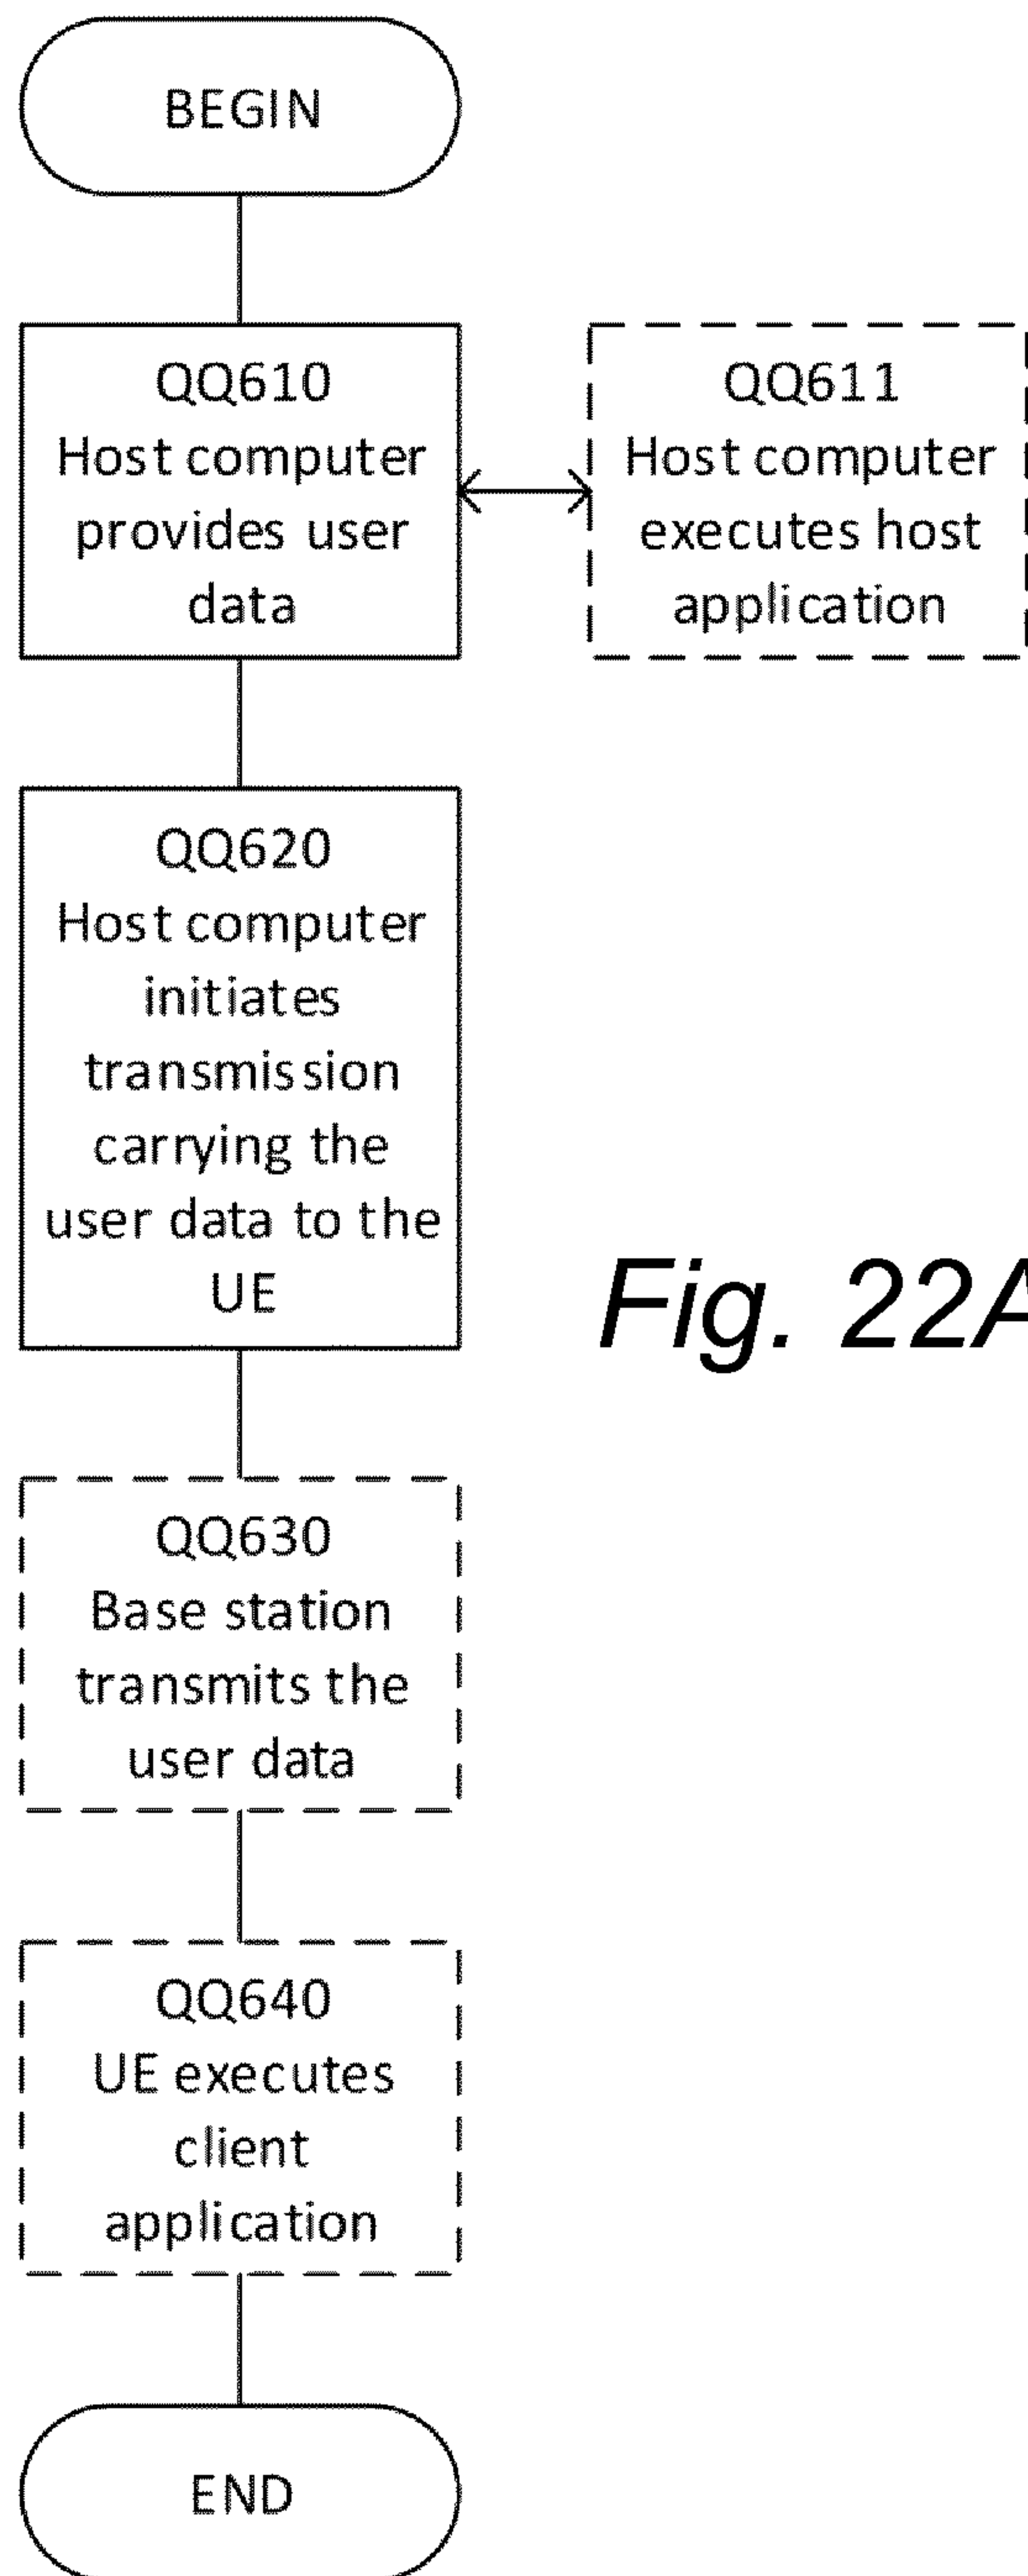 BEGIN
QQ610
Host computer
provides user
data
QQ611
Host computer
executes host
application
QQ620
Host computer
initiates
transmission
carrying the
user data to the
UE
Fig. 22A
QQ630
Base station
transmits the
user data
QQ640
UE executes
client
application
END